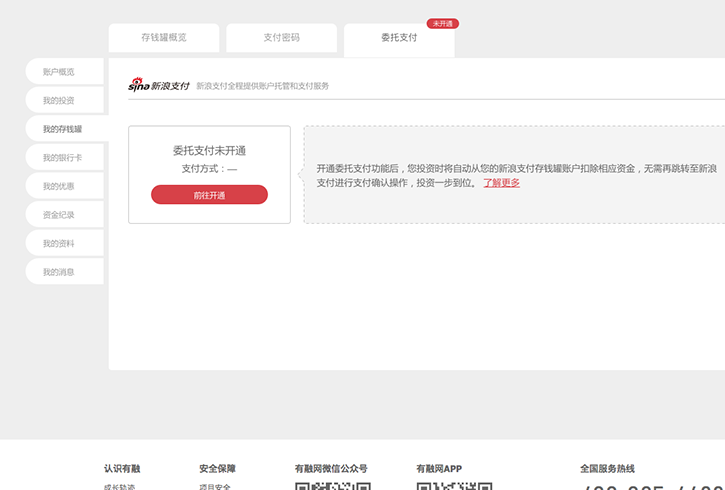 未开通
存钱罐概览 支付密码 委托支付
账户概览
我的投资
我的存钱罐
我的银行卡
我的优惠
资金纪录
我的资料
我的消息
sina 新浪支付 新浪支付全程提供账户托管和支付服务
委托支付未开通
支付方式：—
前往开通
开通委托支付功能后，您投资时将自动从您的新浪支付存钱罐账户扣除相应资金，无需再跳转至新浪
支付进行支付确认操作，投资一步到位。 了解更多
认识有融 安全保障 有融网微信公众号 有融网APP 全国服务热线
成长轨迹 项目安全